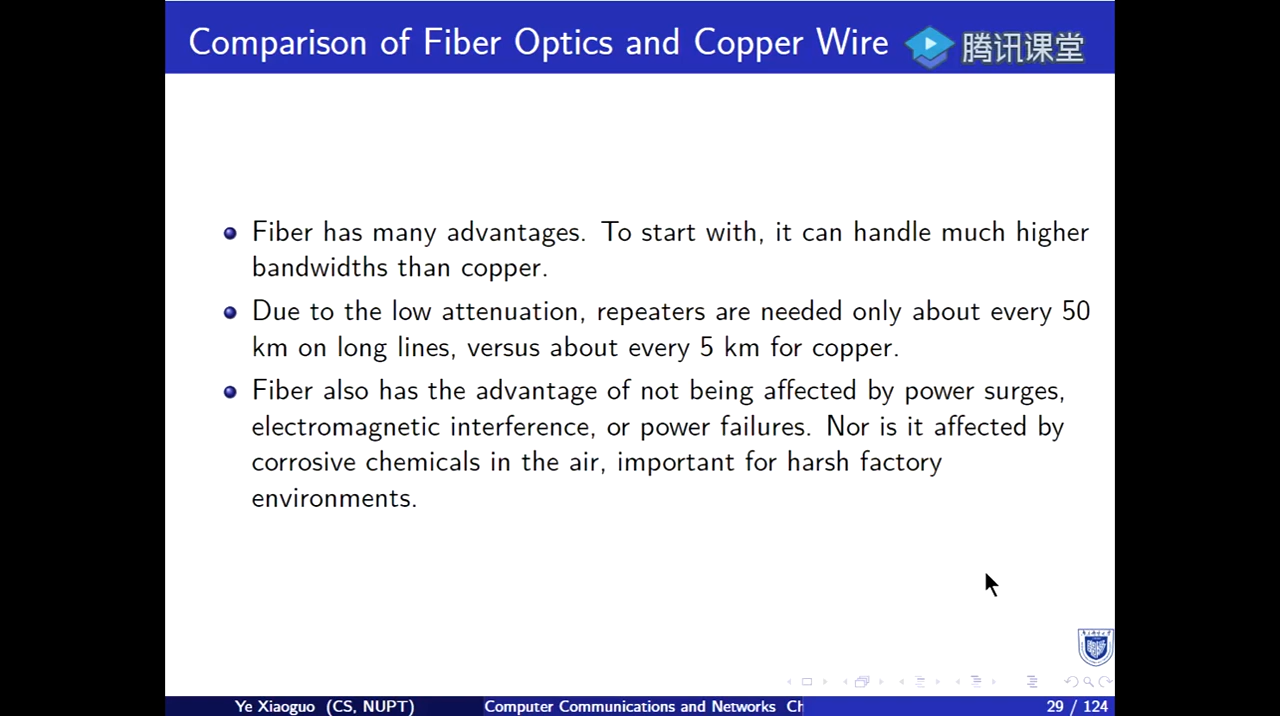 Comparison of Fiber Optics and Copper Wire
腾讯课堂
Fiber has many advantages. To start with, it can handle much higher
bandwidths than copper.
Due to the low attenuation, repeaters are needed only about every 50
km on long lines, versus about every 5 km for copper.
Fiber also has the advantage of not being affected by power surges,
electromagnetic interference, or power failures. Nor is it affected by
corrosive chemicals in the air, important for harsh factory
environments.
Ye Xiaoguo (CS, NUPT) Computer Communications and Networks Ch 29 / 124